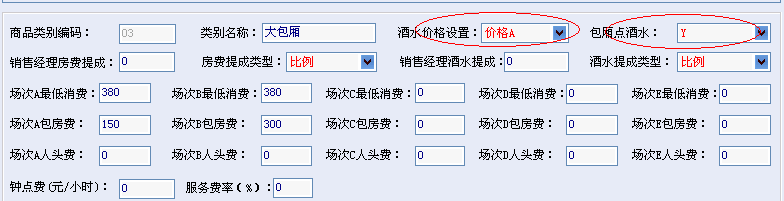 商品类别编码： 03 类别名称： 大包厢 酒水价格设置： 价格A 包厢点酒水： Y
销售经理房费提成： 0 房费提成类型： 比例 销售经理酒水提成： 0 酒水提成类型： 比例
场次A最低消费： 380 场次B最低消费： 380 场次C最低消费： 0 场次D最低消费： 0 场次E最低消费： 0
场次A包房费： 150 场次B包房费： 300 场次C包房费： 0 场次D包房费： 0 场次E包房费： 0
场次A人头费： 0 场次B人头费： 0 场次C人头费： 0 场次D人头费： 0 场次E人头费： 0
钟点费(元/小时)： 0 服务费率（%）： 0